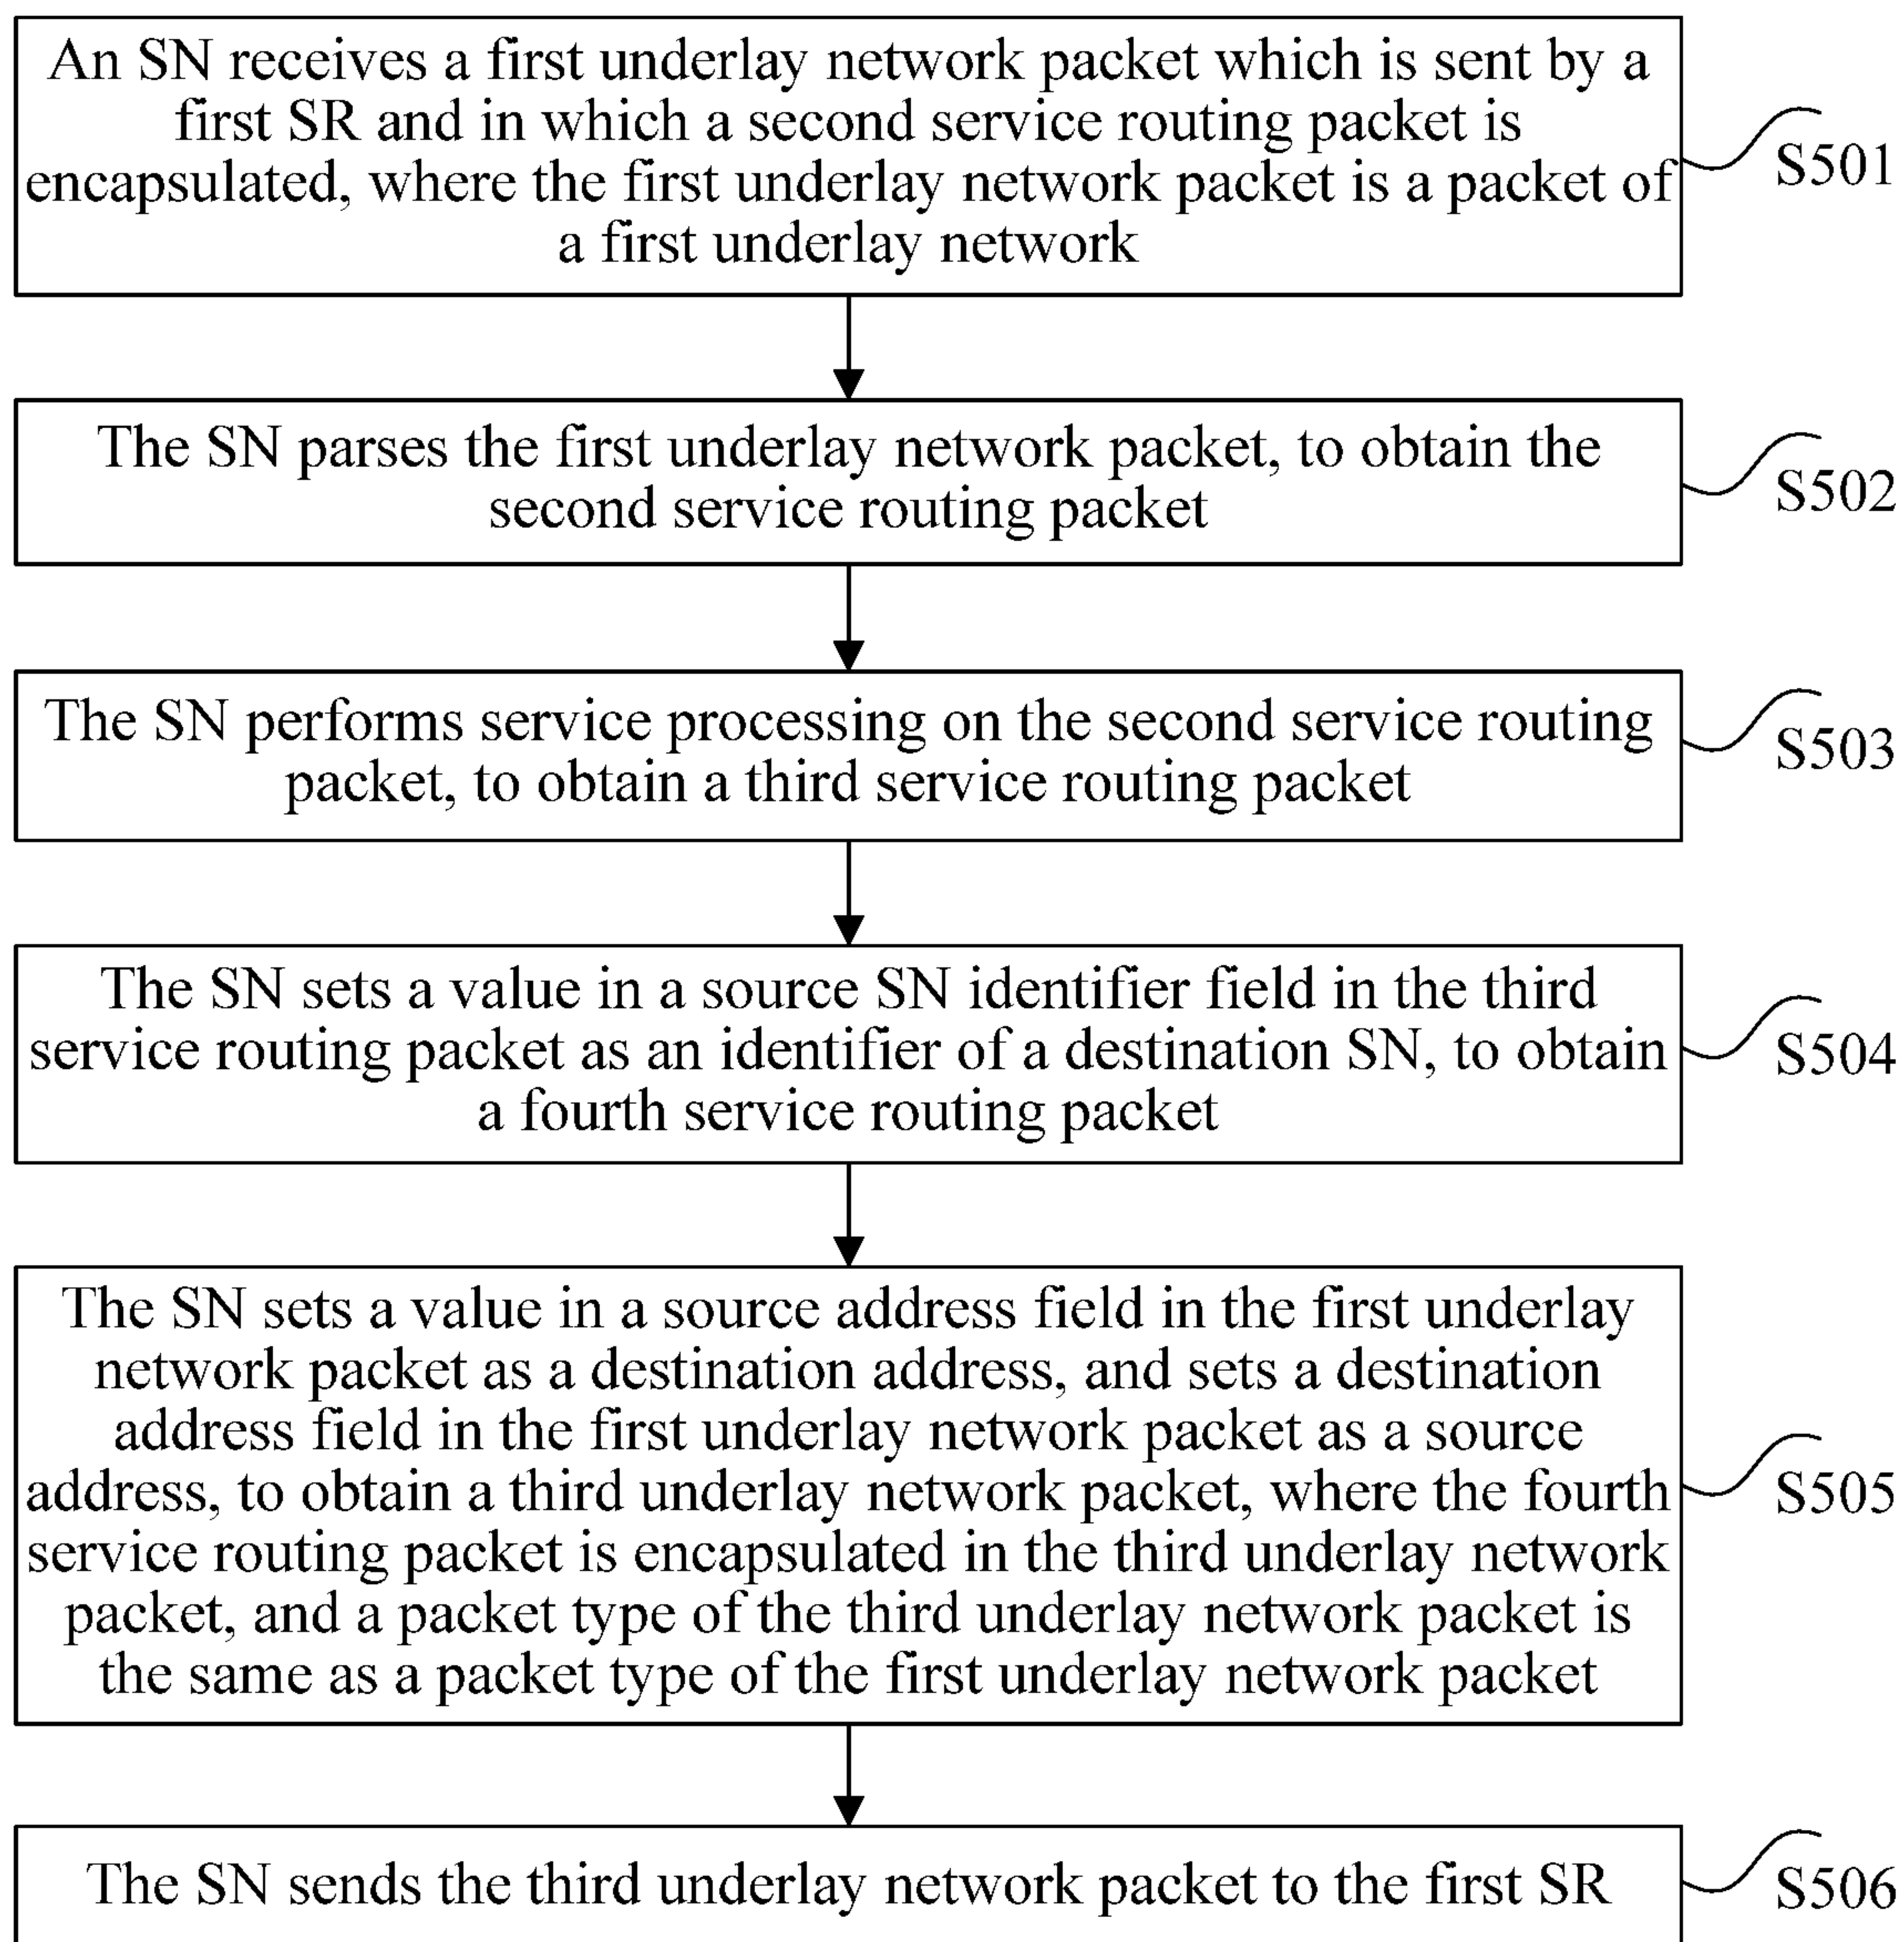 An SN receives a first underlay network packet which is sent by a
first SR and in which a second service routing packet is
encapsulated, where the first underlay network packet is a packet of
a first underlay network
S501
The SN parses the first underlay network packet, to obtain the
second service routing packet
S502
The SN performs service processing on the second service routing
packet, to obtain a third service routing packet
S503
The SN sets a value in a source SN identifier field in the third
service routing packet as an identifier of a destination SN, to obtain
a fourth service routing packet
S504
The SN sets a value in a source address field in the first underlay
network packet as a destination address, and sets a destination
address field in the first underlay network packet as a source
address, to obtain a third underlay network packet, where the fourth
service routing packet is encapsulated in the third underlay network
packet, and a packet type of the third underlay network packet is
the same as a packet type of the first underlay network packet
S505
The SN sends the third underlay network packet to the first SR
S506